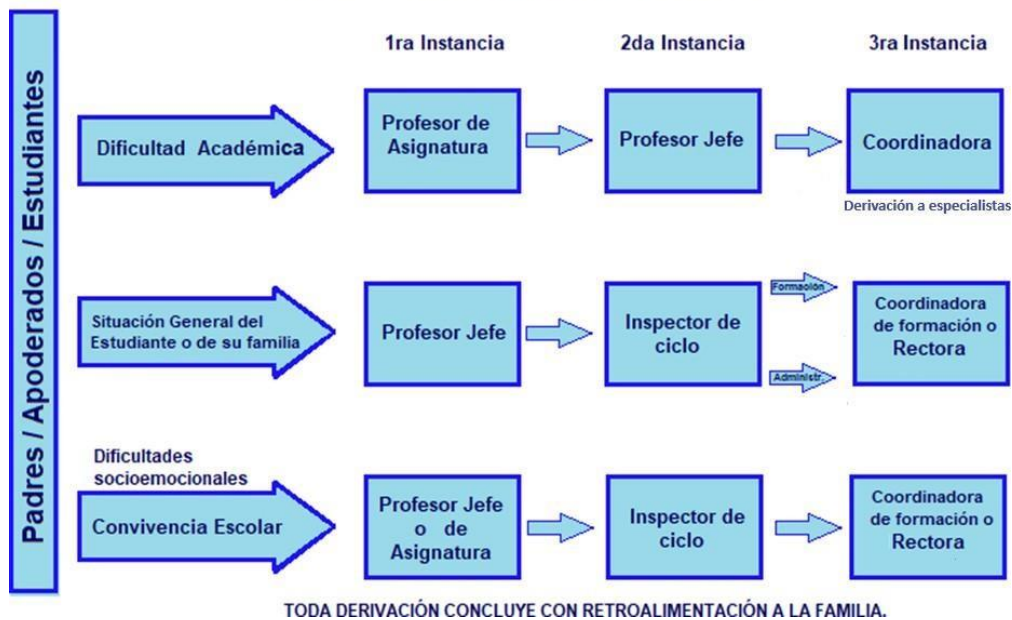 Padres / Apoderados / Estudiantes
1ra Instancia
2da Instancia
3ra Instancia
Dificultad Académica
Profesor de
Asignatura
Profesor Jefe
Coordinadora
Derivación a especialistas
Situación General del
Estudiante o de su familia
Profesor Jefe
Inspector de
ciclo
Formación
Administr.
Coordinadora
de formación o
Rectora
Dificultades
socioemocionales
Convivencia Escolar
Profesor Jefe
o de
Asignatura
Inspector de
ciclo
Coordinadora
de formación o
Rectora
TODA DERIVACIÓN CONCLUYE CON RETROALIMENTACIÓN A LA FAMILIA.